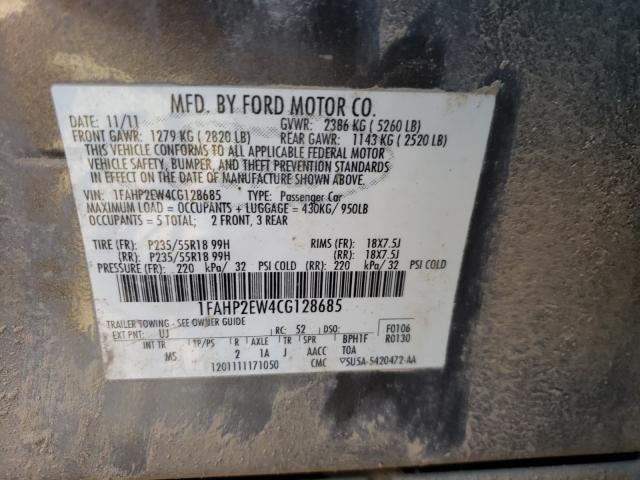 MFD. BY FORD MOTOR CO.
DATE: 11/11 GVWR: 2386 KG ( 5260 LB)
FRONT GAWR: 1279 KG ( 2820 LB) REAR GAWR: 1143 KG ( 2520 LB)
THIS VEHICLE CONFORMS TO ALL APPLICABLE FEDERAL MOTOR
VEHICLE SAFETY, BUMPER, AND THEFT PREVENTION STANDARDS
IN EFFECT ON THE DATE OF MANUFACTURE SHOWN ABOVE.
VIN: 1FAHP2EW4CG128685 TYPE: Passenger Car
MAXIMUM LOAD = OCCUPANTS + LUGGAGE = 430KG/ 950LB
OCCUPANTS = 5 TOTAL; 2 FRONT, 3 REAR
TIRE (FR): P235/55R18 99H RIMS (FR): 18X7.5J
(RR): P235/55R18 99H (RR): 18X7.5J
PRESSURE (FR): 220 kPa/ 32 PSI COLD (RR): 220 kPa/ 32 PSI COLD
1FAHP2EW4CG128685
TRAILER TOWING - SEE OWNER GUIDE
EXT PNT: UJ RC: 52 DSO: F0106
INT TR TP/PS R AXLE TR SPR BPH1F R0130
MS 2 1A J AACC TOA
1201111171050 CMC ▽5U5A-5420472-AA